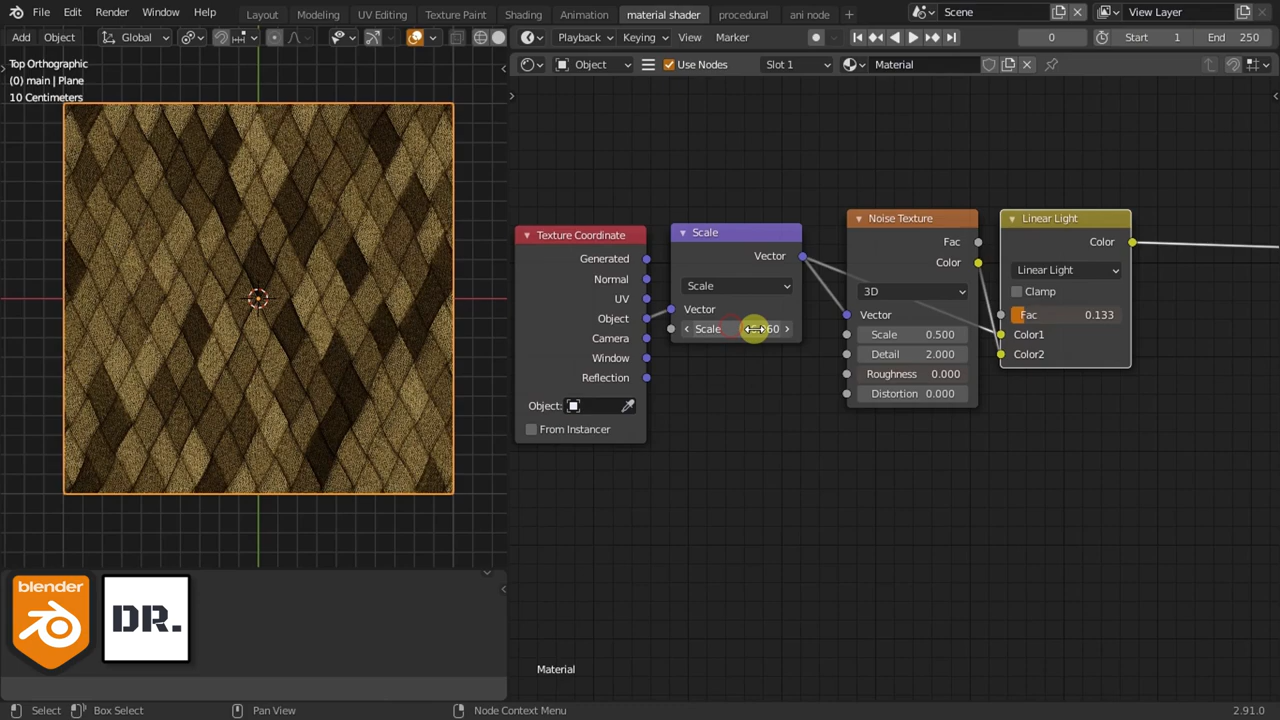 File Edit Render Window Help Layout Modeling UV Editing Texture Paint Shading Animation material shader procedural ani node + Scene View Layer
Add Object Global Playback Keying View Marker 0 Start 1 End 250
Object Use Nodes Slot 1 Material
Top Orthographic
(0) main | Plane
10 Centimeters
Texture Coordinate
Generated
Normal
UV
Object
Camera
Window
Reflection
Object:
From Instancer
Scale
Vector
Scale
Vector
Scale 60
Noise Texture
Fac
Color
3D
Vector
Scale 0.500
Detail 2.000
Roughness 0.000
Distortion 0.000
Linear Light
Color
Linear Light
Clamp
Fac 0.133
Color1
Color2
blender
DR.
Material
Select Box Select Pan View Node Context Menu 2.91.0